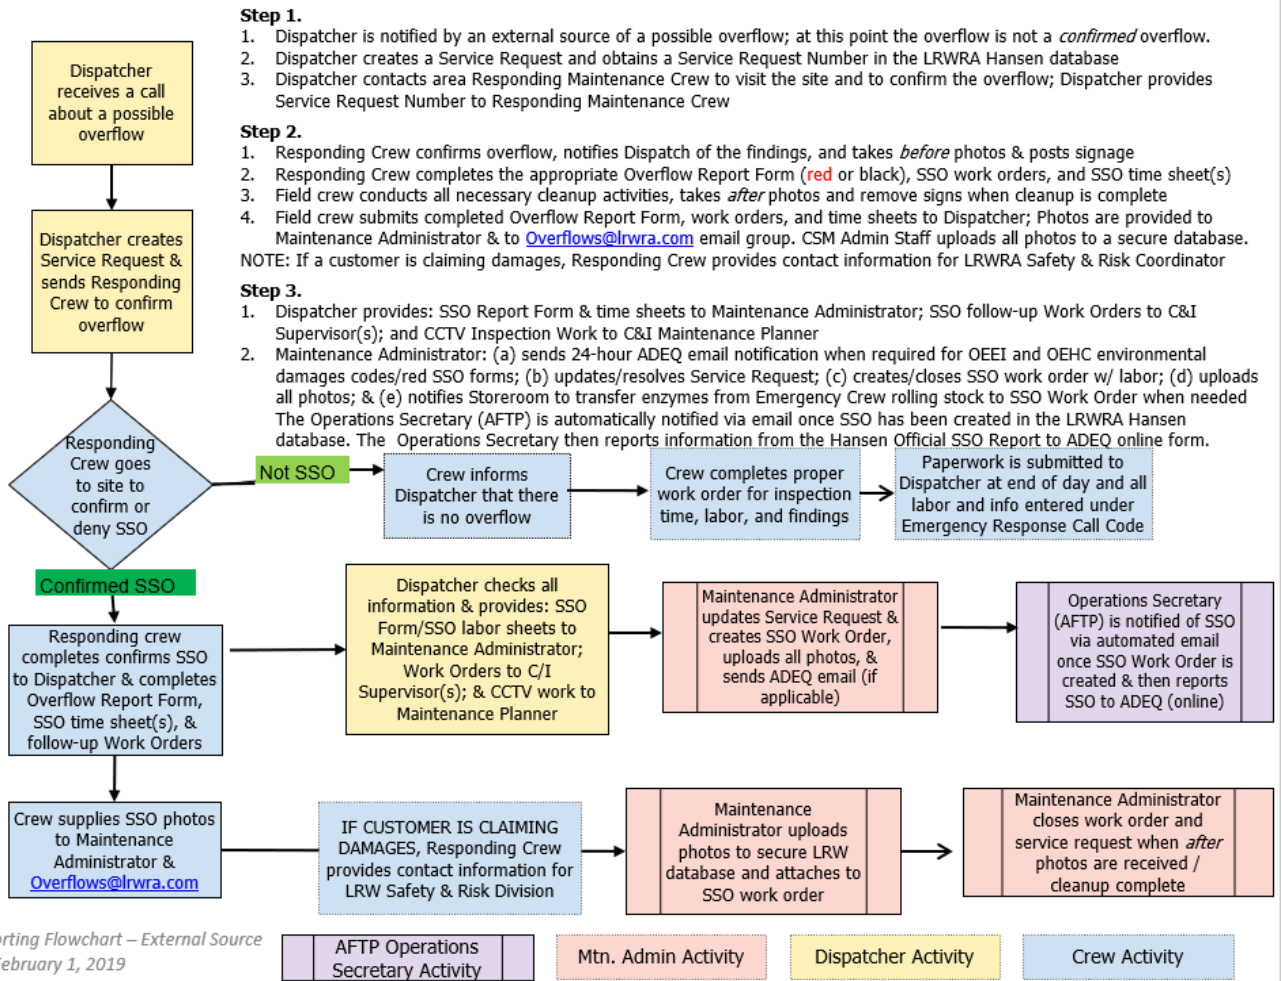 Step 1.
1. Dispatcher is notified by an external source of a possible overflow; at this point the overflow is not a confirmed overflow.
2. Dispatcher creates a Service Request and obtains a Service Request Number in the LRWRA Hansen database
3. Dispatcher contacts area Responding Maintenance Crew to visit the site and to confirm the overflow; Dispatcher provides
Service Request Number to Responding Maintenance Crew
Step 2.
1. Responding Crew confirms overflow, notifies Dispatch of the findings, and takes before photos & posts signage
2. Responding Crew completes the appropriate Overflow Report Form (red or black), SSO work orders, and SSO time sheet(s)
3. Field crew conducts all necessary cleanup activities, takes after photos and remove signs when cleanup is complete
4. Field crew submits completed Overflow Report Form, work orders, and time sheets to Dispatcher; Photos are provided to
Maintenance Administrator & to Overflows@lrwra.com email group. CSM Admin Staff uploads all photos to a secure database.
NOTE: If a customer is claiming damages, Responding Crew provides contact information for LRWRA Safety & Risk Coordinator
Step 3.
1. Dispatcher provides: SSO Report Form & time sheets to Maintenance Administrator; SSO follow-up Work Orders to C&I
Supervisor(s); and CCTV Inspection Work to C&I Maintenance Planner
2. Maintenance Administrator: (a) sends 24-hour ADEQ email notification when required for OEEI and OEHC environmental
damages codes/red SSO forms; (b) updates/resolves Service Request; (c) creates/closes SSO work order w/ labor; (d) uploads
all photos; & (e) notifies Storeroom to transfer enzymes from Emergency Crew rolling stock to SSO Work Order when needed
The Operations Secretary (AFTP) is automatically notified via email once SSO has been created in the LRWRA Hansen
database. The Operations Secretary then reports information from the Hansen Official SSO Report to ADEQ online form.
Dispatcher
receives a call
about a possible
overflow
Dispatcher creates
Service Request &
sends Responding
Crew to confirm
overflow
Responding
Crew goes
to site to
confirm or
deny SSO
Not SSO
Crew informs
Dispatcher that there
is no overflow
Crew completes proper
work order for inspection
time, labor, and findings
Paperwork is submitted to
Dispatcher at end of day and all
labor and info entered under
Emergency Response Call Code
Confirmed SSO
Responding crew
completes confirms SSO
to Dispatcher & completes
Overflow Report Form,
SSO time sheet(s), &
follow-up Work Orders
Dispatcher checks all
information & provides: SSO
Form/SSO labor sheets to
Maintenance Administrator;
Work Orders to C/I
Supervisor(s); & CCTV work to
Maintenance Planner
Maintenance Administrator
updates Service Request &
creates SSO Work Order,
uploads all photos, &
sends ADEQ email (if
applicable)
Operations Secretary
(AFTP) is notified of SSO
via automated email
once SSO Work Order is
created & then reports
SSO to ADEQ (online)
Crew supplies SSO photos
to Maintenance
Administrator &
Overflows@lrwra.com
IF CUSTOMER IS CLAIMING
DAMAGES, Responding Crew
provides contact information for
LRW Safety & Risk Division
Maintenance
Administrator uploads
photos to secure LRW
database and attaches to
SSO work order
Maintenance Administrator
closes work order and
service request when after
photos are received /
cleanup complete
orting Flowchart – External Source
February 1, 2019
AFTP Operations
Secretary Activity
Mtn. Admin Activity
Dispatcher Activity
Crew Activity